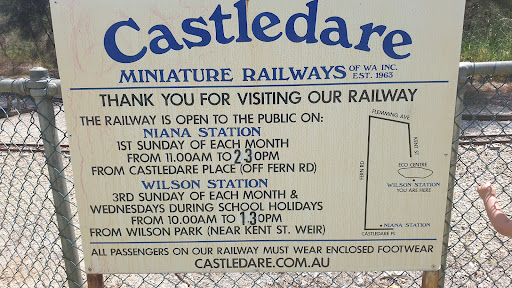 Castledare
MINIATURE RAILWAYS OF WA INC. EST. 1963
THANK YOU FOR VISITING OUR RAILWAY
THE RAILWAY IS OPEN TO THE PUBLIC ON:
NIANA STATION
1ST SUNDAY OF EACH MONTH
FROM 11.00AM TO 230PM
FROM CASTLEDARE PLACE (OFF FERN RD)
WILSON STATION
3RD SUNDAY OF EACH MONTH &
WEDNESDAYS DURING SCHOOL HOLIDAYS
FROM 10.00AM TO 130PM
FROM WILSON PARK (NEAR KENT ST. WEIR)
FLEMMING AVE
KENT ST
FERN RD
ECO CENTRE
WILSON STATION
YOU ARE HERE
NIANA STATION
CASTLEDARE PL
ALL PASSENGERS ON OUR RAILWAY MUST WEAR ENCLOSED FOOTWEAR
CASTLEDARE.COM.AU